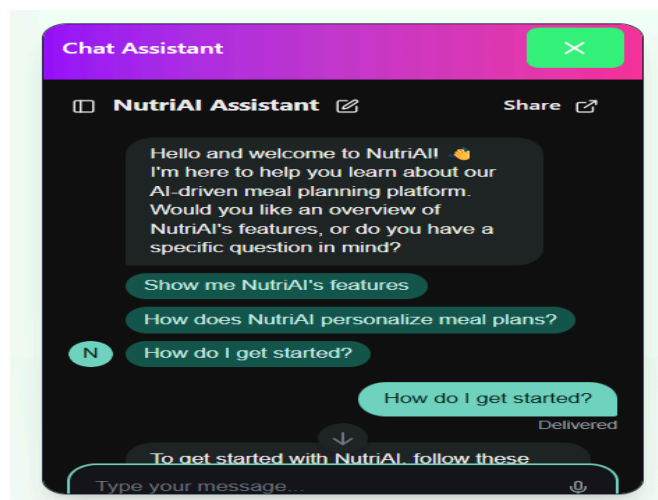 Chat Assistant
NutriAI Assistant
Share
Hello and welcome to NutriAI! 👋
I'm here to help you learn about our
AI-driven meal planning platform.
Would you like an overview of
NutriAI's features, or do you have a
specific question in mind?
Show me NutriAI's features
How does NutriAI personalize meal plans?
N
How do I get started?
How do I get started?
Delivered
To get started with NutriAI, follow these
Type your message...